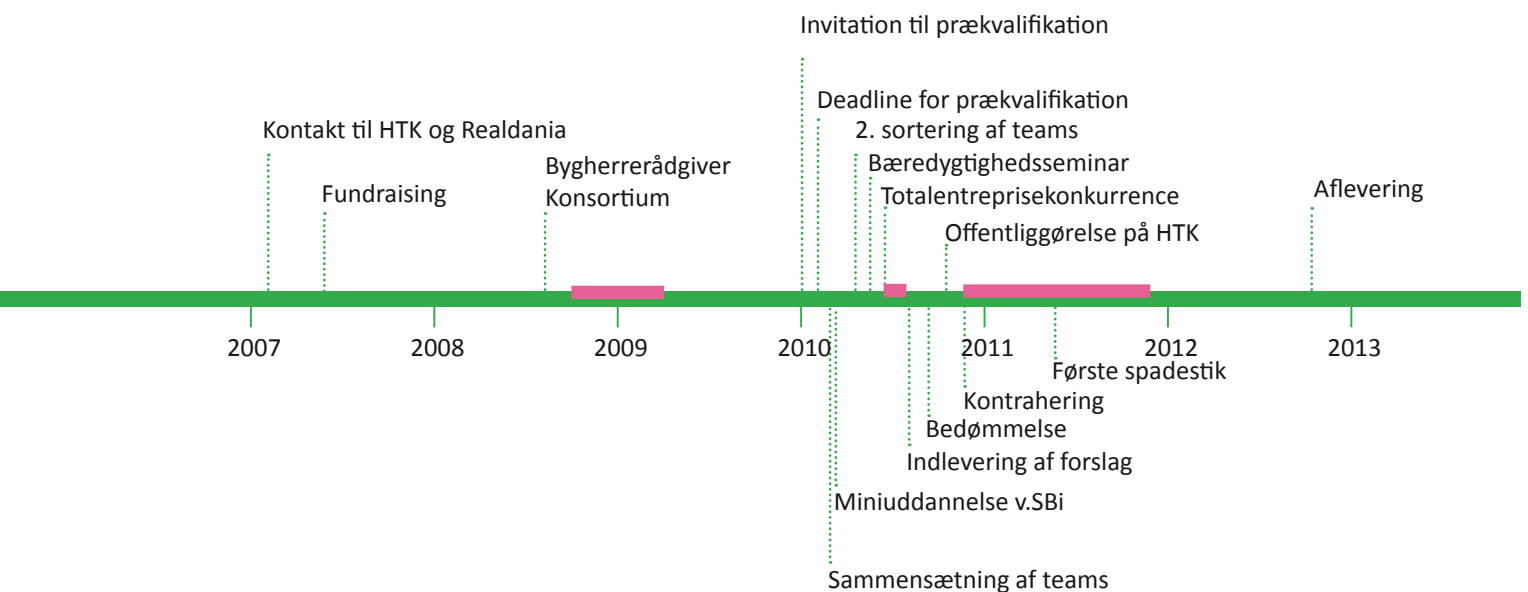 Invitation til prækvalifikation
Deadline for prækvalifikation
Kontakt til HTK og Realdania
2. sortering af teams
Bygherrerådgiver
Konsortium
Bæredygtighedsseminar
Fundraising
Totalentreprisekonkurrence
Aflevering
Offentliggørelse på HTK
2007
2008
2009
2010
2011
2012
2013
Første spadestik
Kontrahering
Bedømmelse
Indlevering af forslag
Miniuddannelse v.SBi
Sammensætning af teams